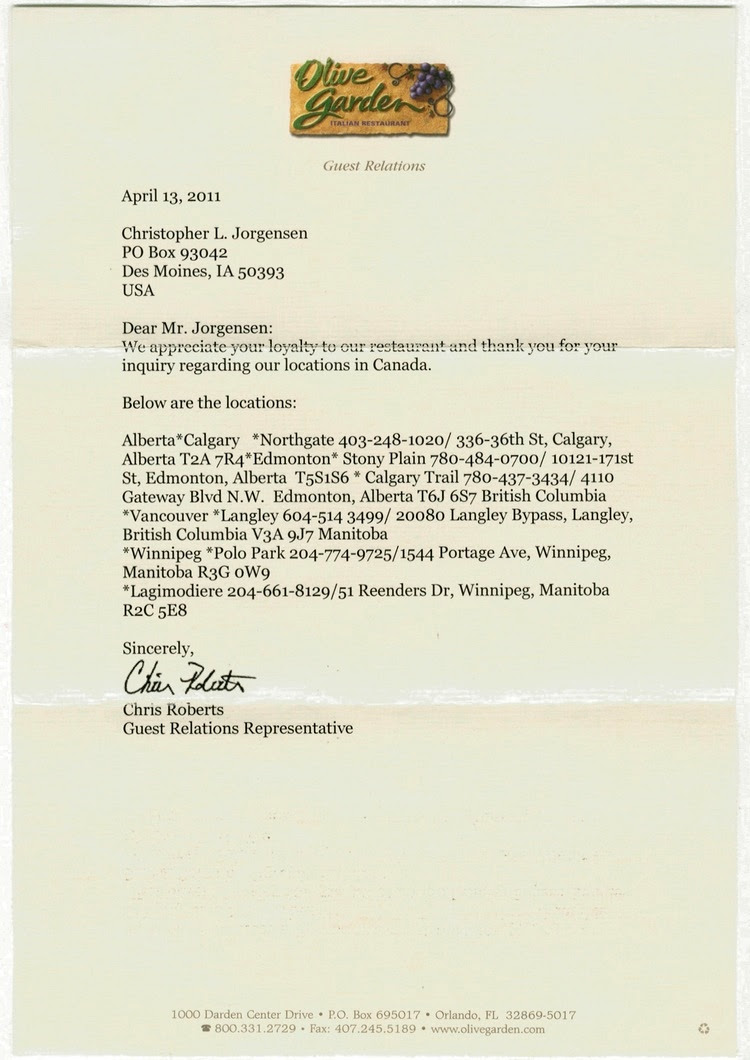 Olive
Garden
ITALIAN RESTAURANT
Guest Relations
April 13, 2011
Christopher L. Jorgensen
PO Box 93042
Des Moines, IA 50393
USA
Dear Mr. Jorgensen:
We appreciate your loyalty to our restaurant and thank you for your
inquiry regarding our locations in Canada.
Below are the locations:
Alberta*Calgary   *Northgate 403-248-1020/ 336-36th St, Calgary,
Alberta T2A 7R4*Edmonton* Stony Plain 780-484-0700/ 10121-171st
St, Edmonton, Alberta  T5S1S6 * Calgary Trail 780-437-3434/ 4110
Gateway Blvd N.W.  Edmonton, Alberta T6J 6S7 British Columbia
*Vancouver *Langley 604-514 3499/ 20080 Langley Bypass, Langley,
British Columbia V3A 9J7 Manitoba
*Winnipeg *Polo Park 204-774-9725/1544 Portage Ave, Winnipeg,
Manitoba R3G 0W9
*Lagimodiere 204-661-8129/51 Reenders Dr, Winnipeg, Manitoba
R2C 5E8
Sincerely,
Chris Roberts
Chris Roberts
Guest Relations Representative
1000 Darden Center Drive • P.O. Box 695017 • Orlando, FL  32869-5017
☎ 800.331.2729 • Fax: 407.245.5189 • www.olivegarden.com